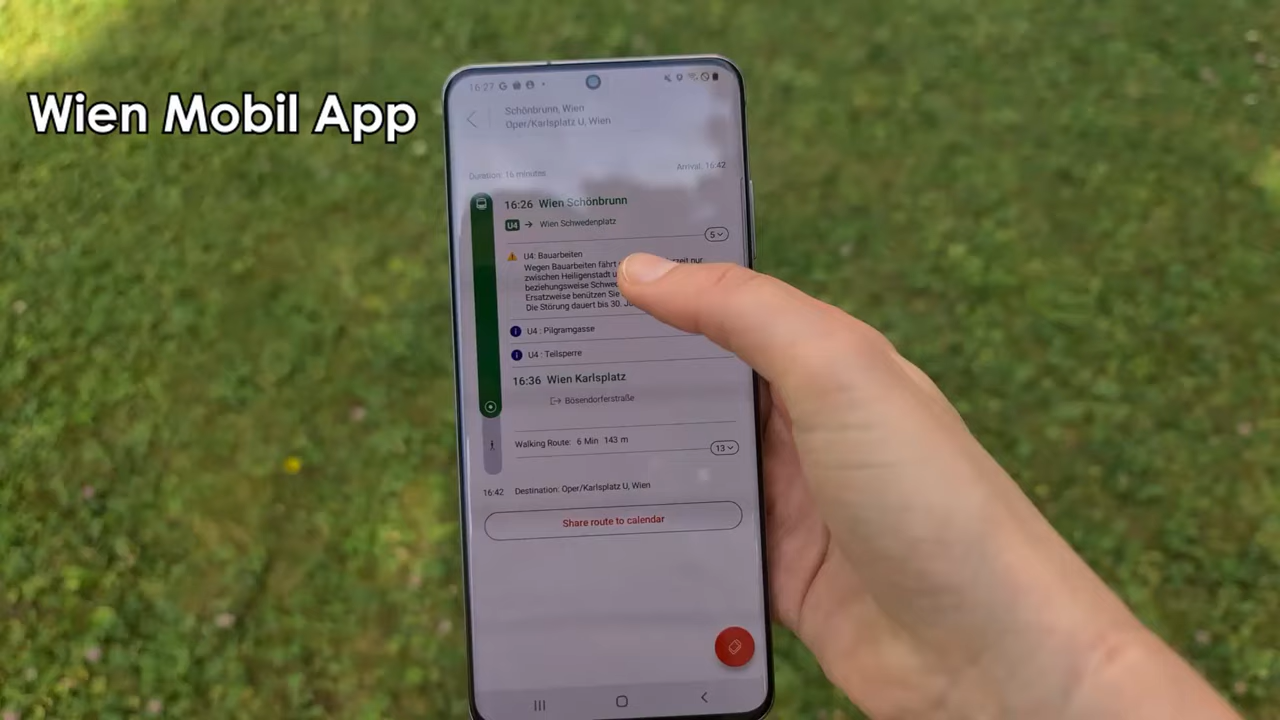 Wien Mobil App
16:27
Schönbrunn, Wien
Oper/Karlsplatz U, Wien
Duration: 16 minutes
Arrival: 16:42
16:26 Wien Schönbrunn
U4 → Wien Schwedenplatz
5
U4: Bauarbeiten
Wegen Bauarbeiten fährt nur
zwischen Heiligenstadt
beziehungsweise
Ersatzweise benützen Sie
Die Störung dauert bis 30.
U4 : Pilgramgasse
U4 : Teilsperre
16:36 Wien Karlsplatz
Bösendorferstraße
Walking Route: 6 Min 143 m
13
16:42 Destination: Oper/Karlsplatz U, Wien
Share route to calendar